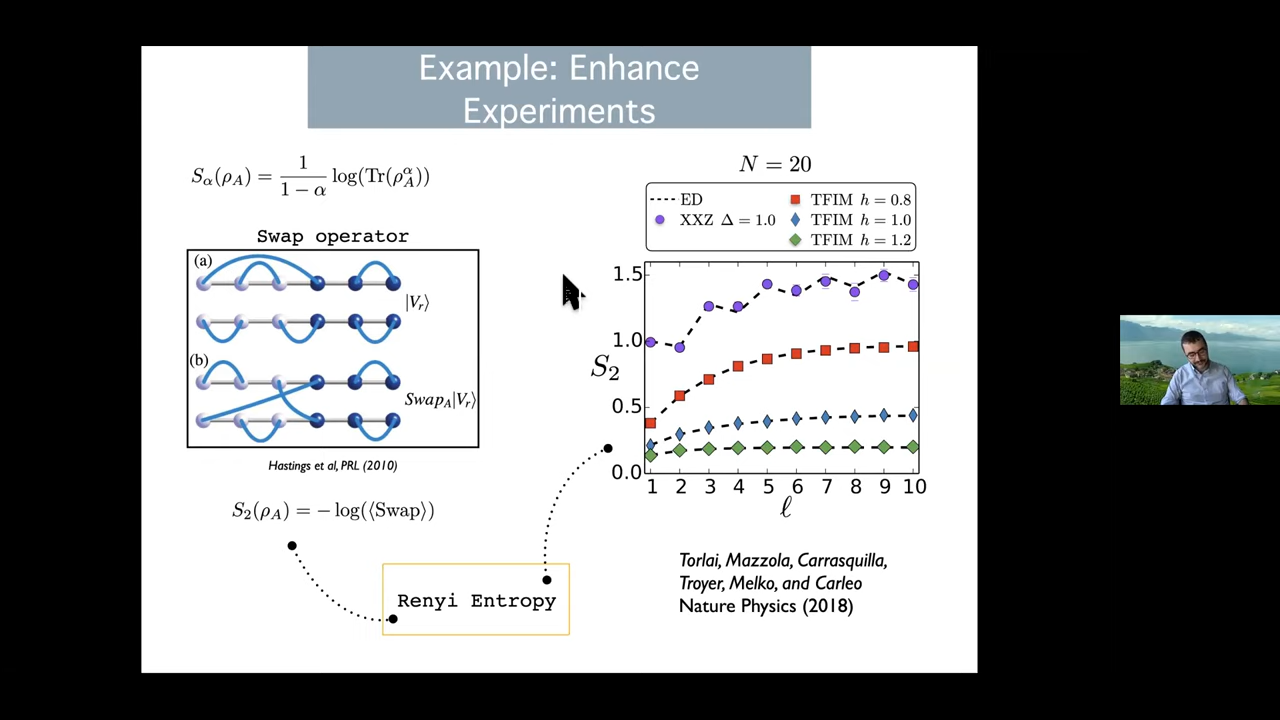 Example: Enhance
Experiments
S_α(ρ_A) = 1/(1 − α) log(Tr(ρ_A^α))
Swap operator
(a)
|V_r⟩
(b)
Swap_A|V_r⟩
Hastings et al, PRL (2010)
S_2(ρ_A) = − log(⟨Swap⟩)
Renyi Entropy
N = 20
ED
XXZ Δ = 1.0
TFIM h = 0.8
TFIM h = 1.0
TFIM h = 1.2
1.5
1.0
0.5
0.0
S_2
1 2 3 4 5 6 7 8 9 10
ℓ
Torlai, Mazzola, Carrasquilla,
Troyer, Melko, and Carleo
Nature Physics (2018)